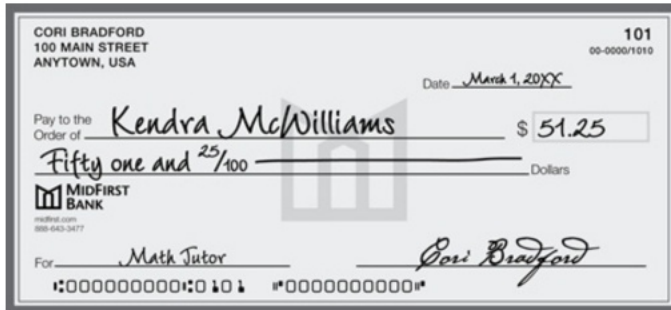 CORI BRADFORD 101
100 MAIN STREET 00-0000/1010
ANYTOWN, USA
Date March 1, 20XX
Pay to the
Order of Kendra McWilliams $ 51.25
Fifty one and 25/100 Dollars
MIDFIRST
BANK
midfirst.com
888-643-3477
For Math Tutor Cori Bradford
⑆000000000⑆0101 ⑈0000000000⑈